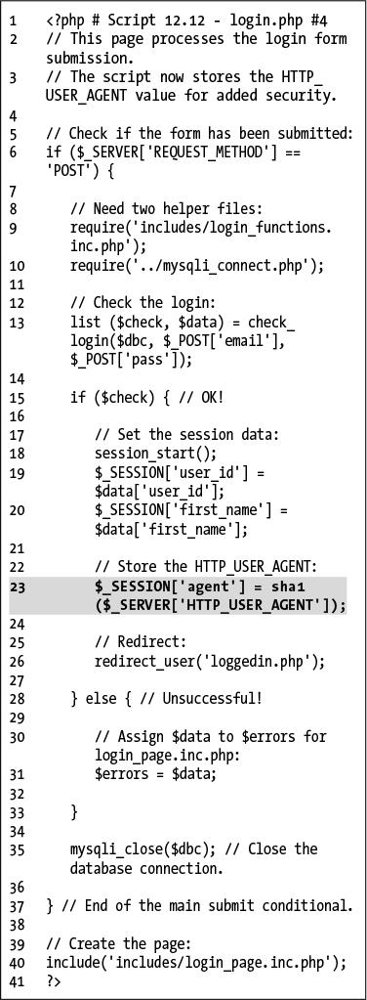 1 <?php # Script 12.12 - login.php #4
2 // This page processes the login form
submission.
3 // The script now stores the HTTP_
USER_AGENT value for added security.
4
5 // Check if the form has been submitted:
6 if ($_SERVER['REQUEST_METHOD'] ==
'POST') {
7
8 // Need two helper files:
9 require('includes/login_functions.
inc.php');
10 require('../mysqli_connect.php');
11
12 // Check the login:
13 list ($check, $data) = check_
login($dbc, $_POST['email'],
$_POST['pass']);
14
15 if ($check) { // OK!
16
17 // Set the session data:
18 session_start();
19 $_SESSION['user_id'] =
$data['user_id'];
20 $_SESSION['first_name'] =
$data['first_name'];
21
22 // Store the HTTP_USER_AGENT:
23 $_SESSION['agent'] = sha1
($_SERVER['HTTP_USER_AGENT']);
24
25 // Redirect:
26 redirect_user('loggedin.php');
27
28 } else { // Unsuccessful!
29
30 // Assign $data to $errors for
login_page.inc.php:
31 $errors = $data;
32
33 }
34
35 mysqli_close($dbc); // Close the
database connection.
36
37 } // End of the main submit conditional.
38
39 // Create the page:
40 include('includes/login_page.inc.php');
41 ?>